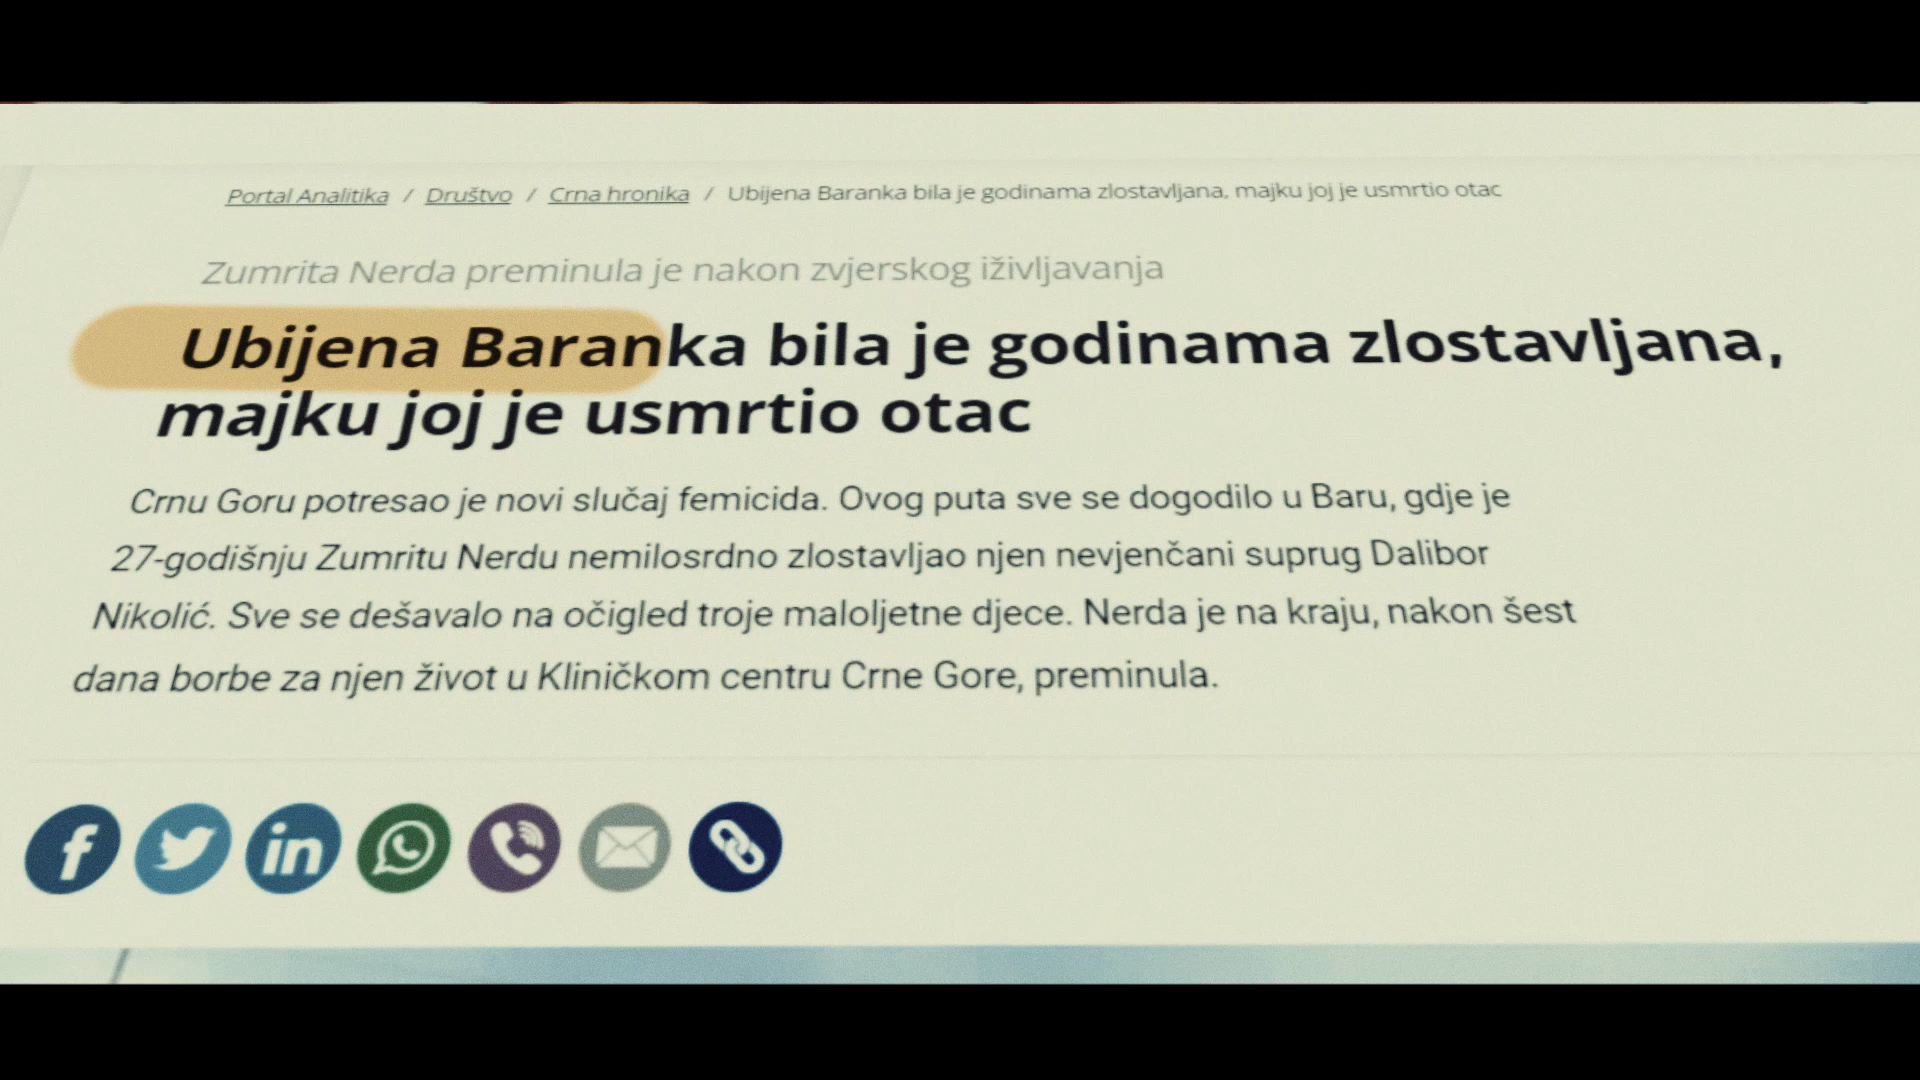 Portal Analitika / Društvo / Crna hronika / Ubijena Baranka bila je godinama zlostavljana, majku joj je usmrtio otac
Zumrita Nerda preminula je nakon zvjerskog iživljavanja
Ubijena Baranka bila je godinama zlostavljana,
majku joj je usmrtio otac
Crnu Goru potresao je novi slučaj femicida. Ovog puta sve se dogodilo u Baru, gdje je
27-godišnju Zumritu Nerdu nemilosrdno zlostavljao njen nevjenčani suprug Dalibor
Nikolić. Sve se dešavalo na očigled troje maloljetne djece. Nerda je na kraju, nakon šest
dana borbe za njen život u Kliničkom centru Crne Gore, preminula.